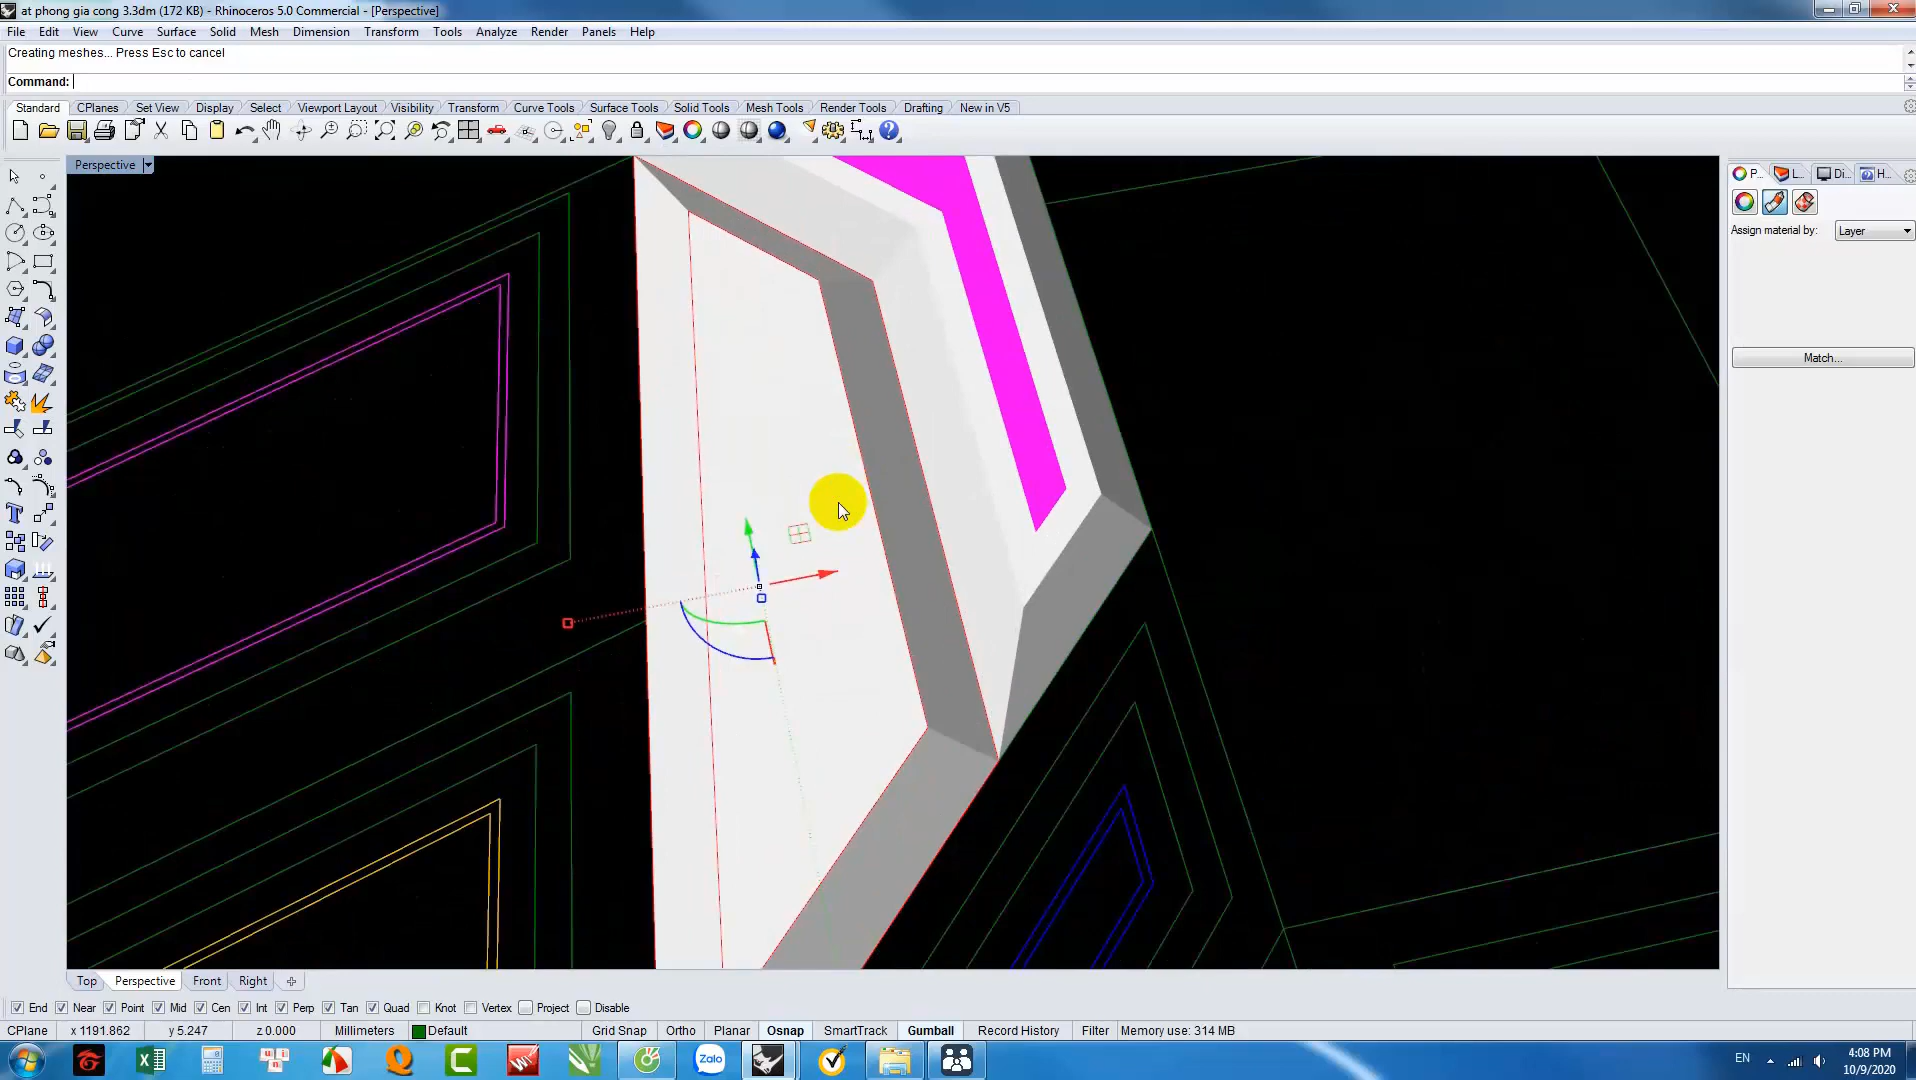 at phong gia cong 3.3dm (172 KB) - Rhinoceros 5.0 Commercial - [Perspective]
File Edit View Curve Surface Solid Mesh Dimension Transform Tools Analyze Render Panels Help
Creating meshes... Press Esc to cancel
Command:
Standard CPlanes Set View Display Select Viewport Layout Visibility Transform Curve Tools Surface Tools Solid Tools Mesh Tools Render Tools Drafting New in V5
Perspective
P... L... Di... H...
Assign material by: Layer
Match...
Top Perspective Front Right
End Near Point Mid Cen Int Perp Tan Quad Knot Vertex Project Disable
CPlane x 1191.862 y 5.247 z 0.000 Millimeters Default Grid Snap Ortho Planar Osnap SmartTrack Gumball Record History Filter Memory use: 314 MB
Zalo
EN
4:08 PM
10/9/2020